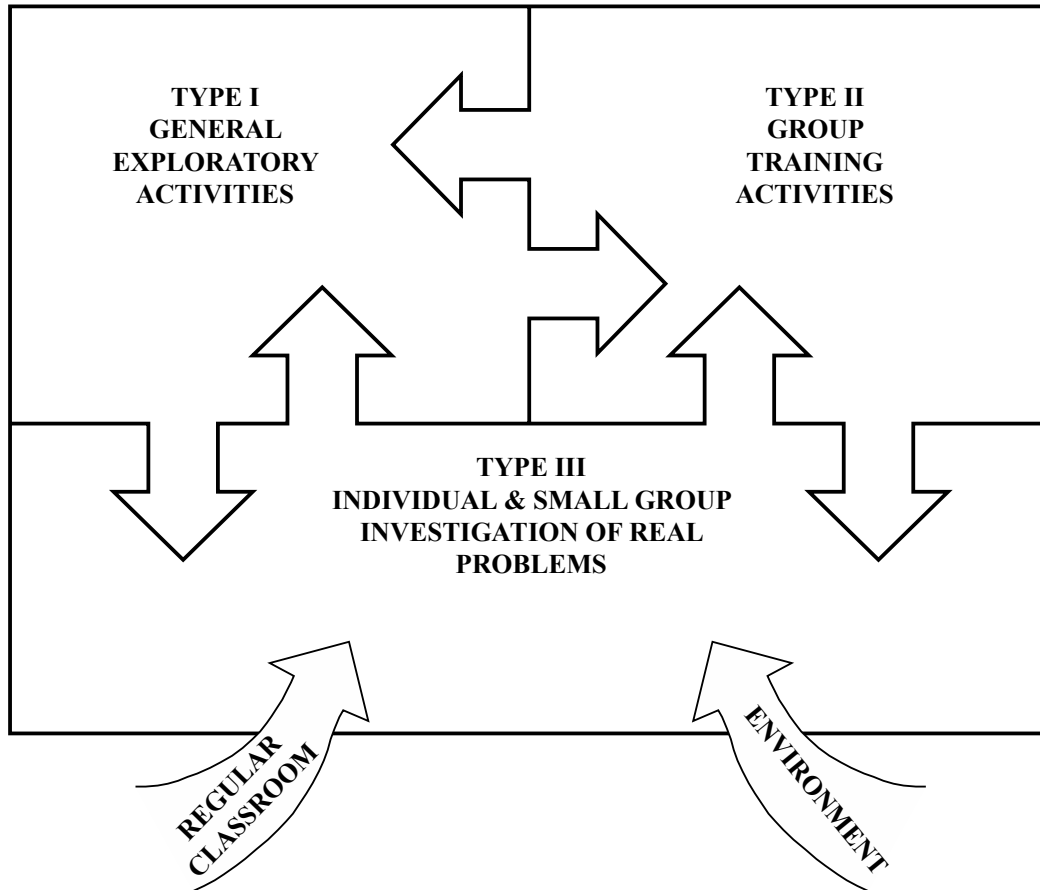 TYPE I
GENERAL
EXPLORATORY
ACTIVITIES
TYPE II
GROUP
TRAINING
ACTIVITIES
TYPE III
INDIVIDUAL & SMALL GROUP
INVESTIGATION OF REAL
PROBLEMS
REGULAR
CLASSROOM
ENVIRONMENT